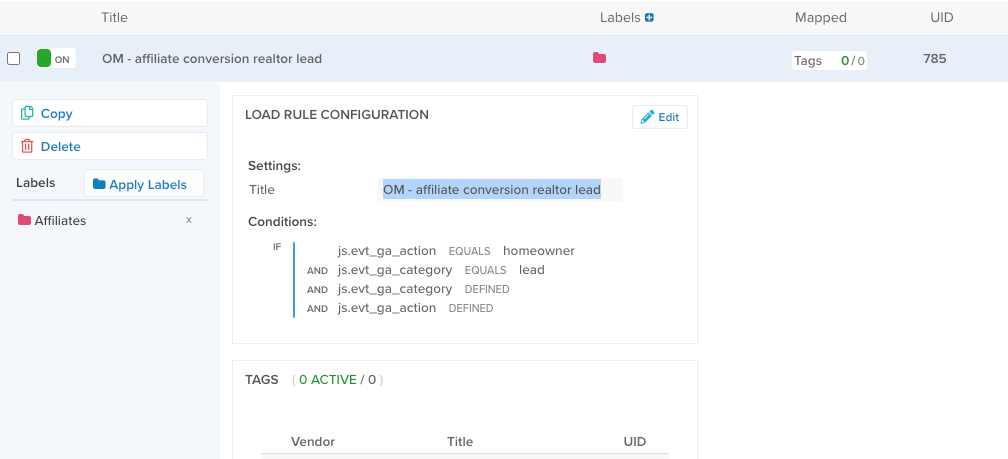 Title Labels Mapped UID
ON OM - affiliate conversion realtor lead Tags 0 / 0 785
Copy
Delete
Labels Apply Labels
Affiliates x
LOAD RULE CONFIGURATION Edit
Settings:
Title OM - affiliate conversion realtor lead
Conditions:
IF js.evt_ga_action EQUALS homeowner
AND js.evt_ga_category EQUALS lead
AND js.evt_ga_category DEFINED
AND js.evt_ga_action DEFINED
TAGS ( 0 ACTIVE / 0 )
Vendor Title UID